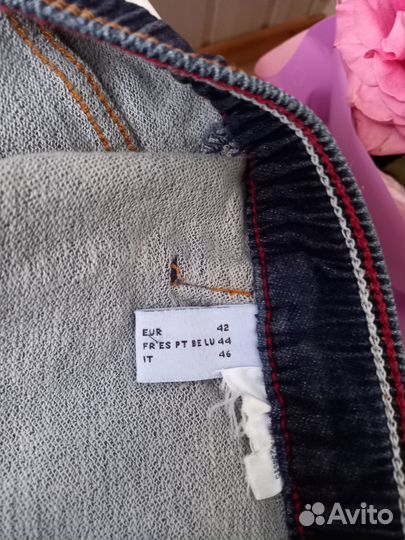 EUR 42
FR ES PT BE LU 44
IT 46
Avito